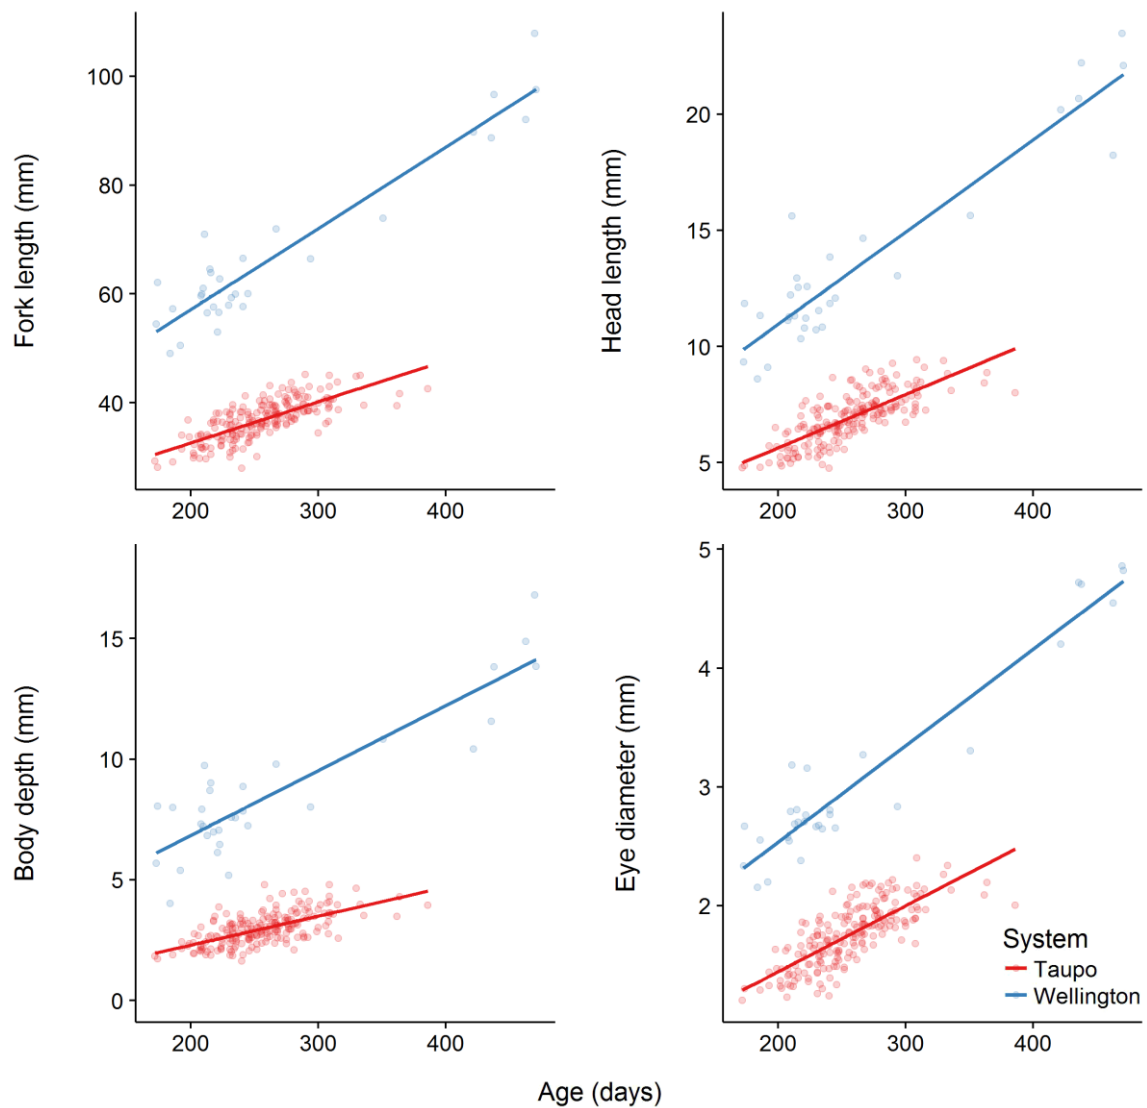 Fork length (mm)
100
80
60
40
200 300 400
Head length (mm)
20
15
10
5
200 300 400
Body depth (mm)
15
10
5
0
200 300 400
Eye diameter (mm)
5
4
3
2
200 300 400
System
Taupo
Wellington
Age (days)